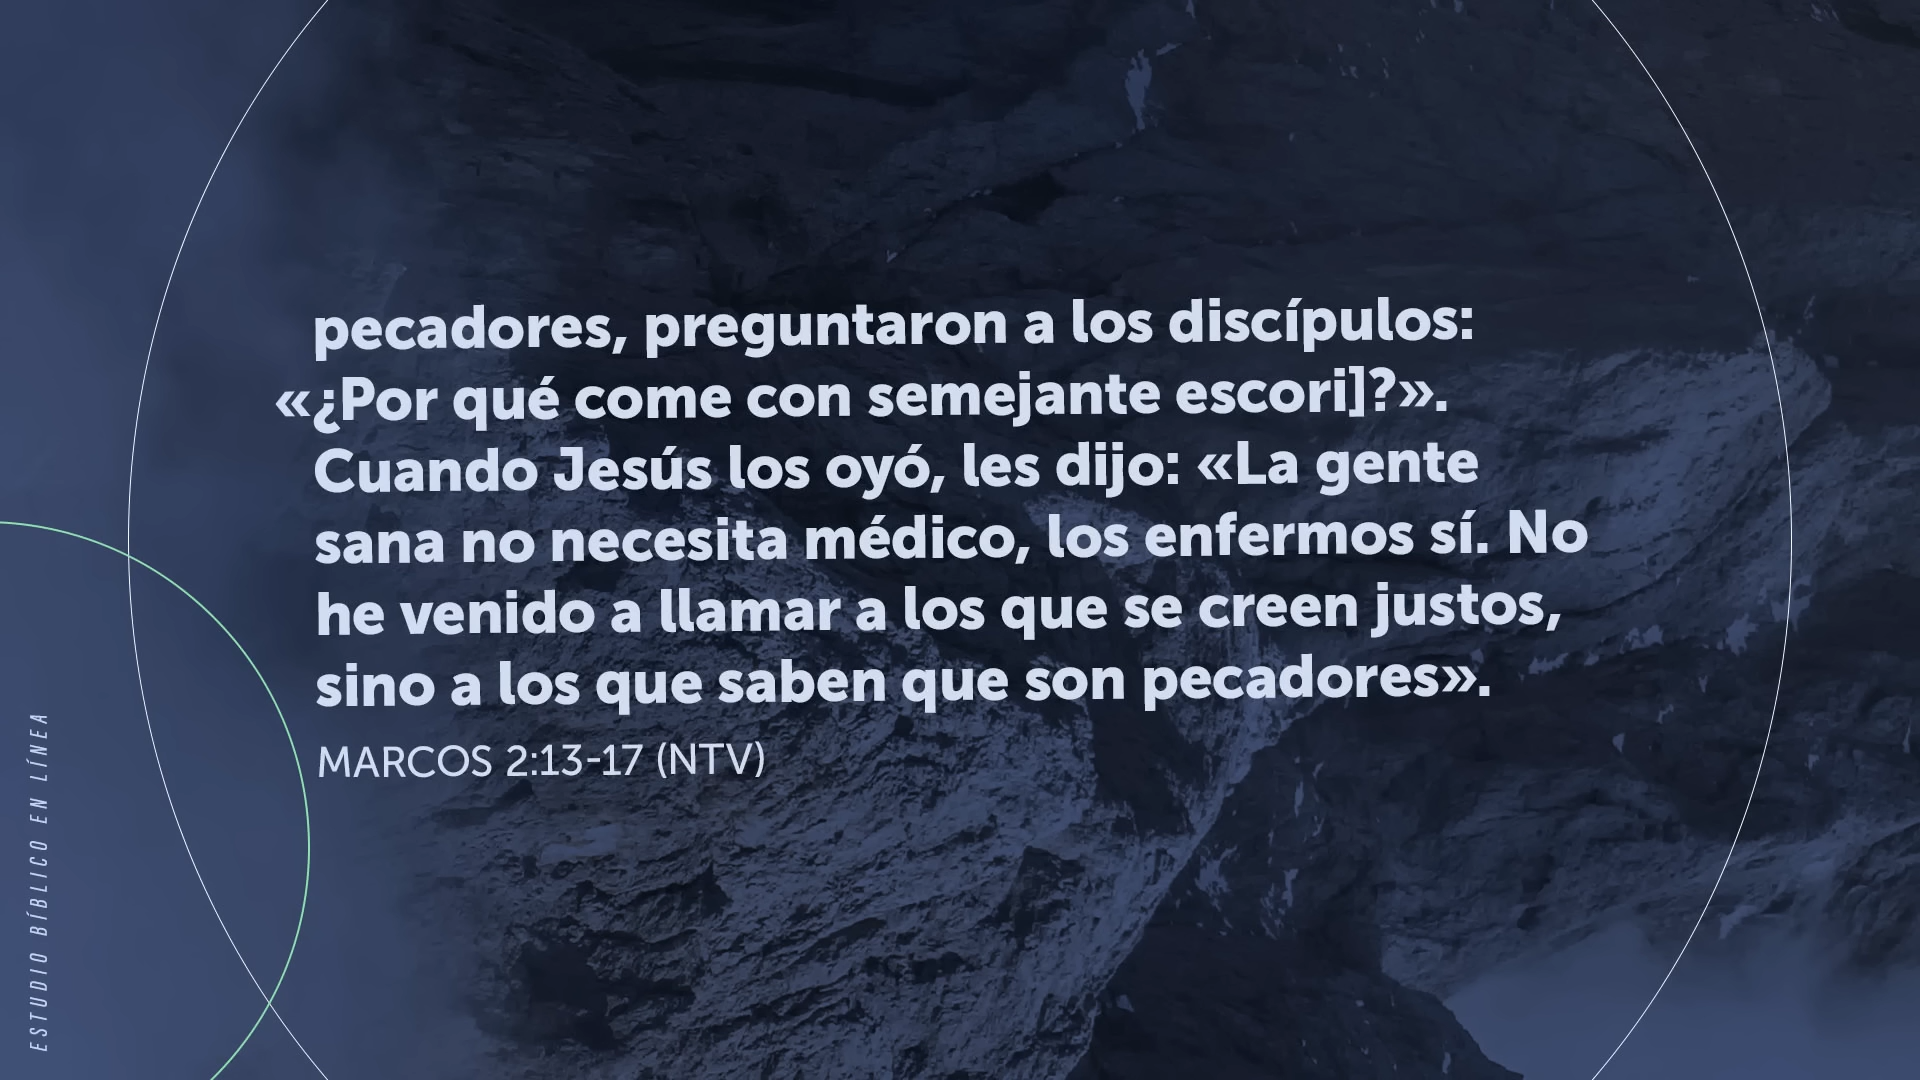 pecadores, preguntaron a los discípulos:
«¿Por qué come con semejante escori]?».
Cuando Jesús los oyó, les dijo: «La gente
sana no necesita médico, los enfermos sí. No
he venido a llamar a los que se creen justos,
sino a los que saben que son pecadores».
MARCOS 2:13-17 (NTV)
ESTUDIO BÍBLICO EN LÍNEA